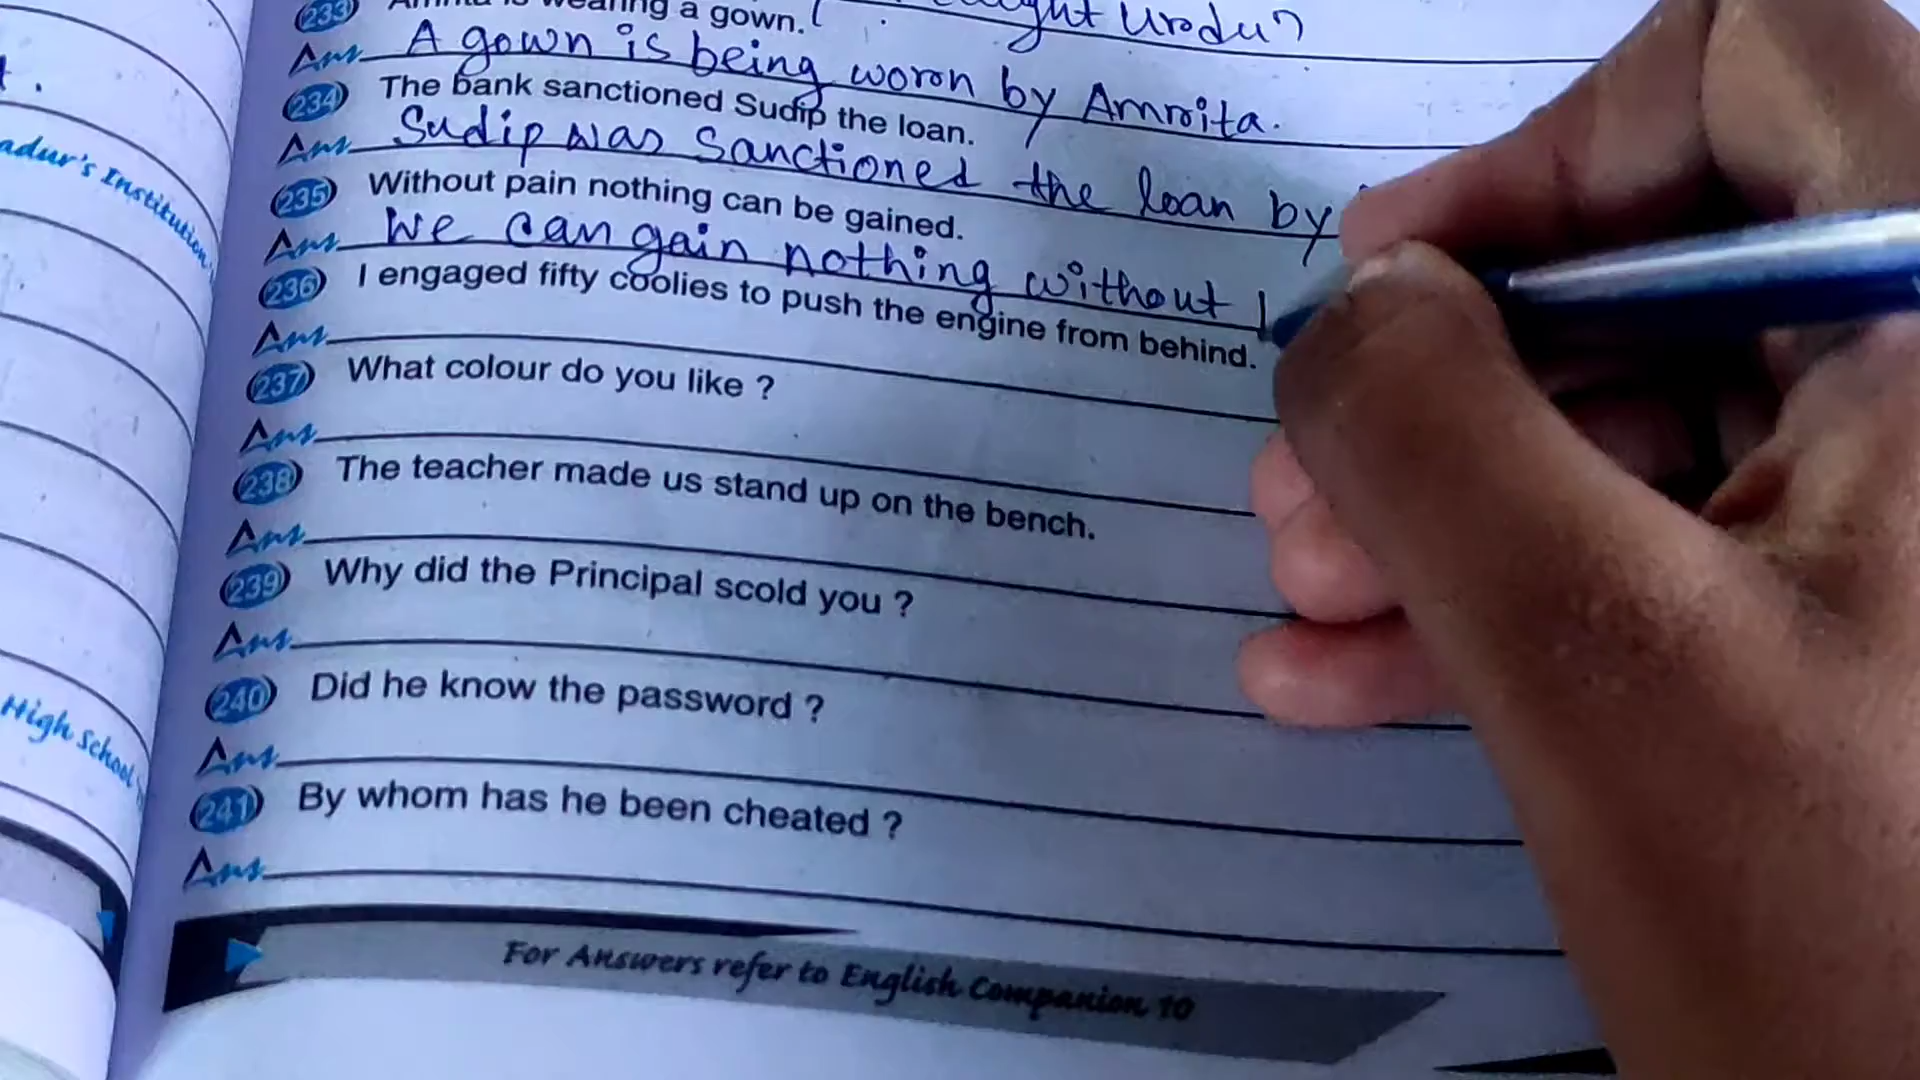 233 is wearing a gown.
Urdu?
Ans A gown is being worn by Amrita.
234 The bank sanctioned Sudip the loan.
Ans Sudip was sanctioned the loan by
235 Without pain nothing can be gained.
Ans We can gain nothing without
236 I engaged fifty coolies to push the engine from behind.
Ans
237 What colour do you like ?
Ans
238 The teacher made us stand up on the bench.
Ans
239 Why did the Principal scold you ?
Ans
240 Did he know the password ?
Ans
241 By whom has he been cheated ?
Ans
For Answers refer to English Companion 10
adur's Institution
High School